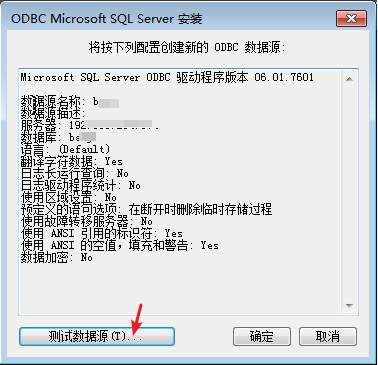 ODBC Microsoft SQL Server 安装
将按下列配置创建新的 ODBC 数据源:
Microsoft SQL Server ODBC 驱动程序版本 06.01.7601
数据源名称: b
数据源描述:
服务器: 192
数据库: ba
语言: (Default)
翻译字符数据: Yes
日志长运行查询: No
日志驱动程序统计: No
使用区域设置: No
预定义的语句选项: 在断开时删除临时存储过程
使用故障转移服务器: No
使用 ANSI 引用的标识符: Yes
使用 ANSI 的空值，填充和警告: Yes
数据加密: No
测试数据源(T)...
确定
取消